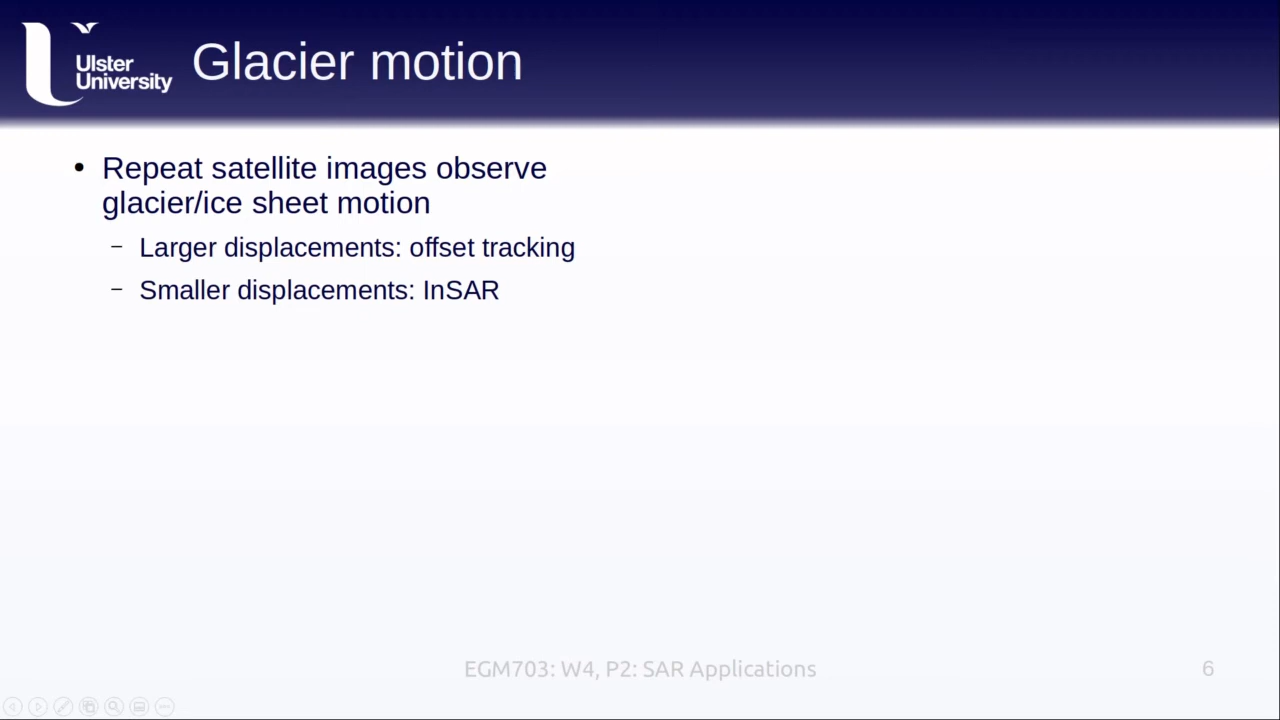 Ulster
University
Glacier motion
• Repeat satellite images observe
glacier/ice sheet motion
– Larger displacements: offset tracking
– Smaller displacements: InSAR
EGM703: W4, P2: SAR Applications
6